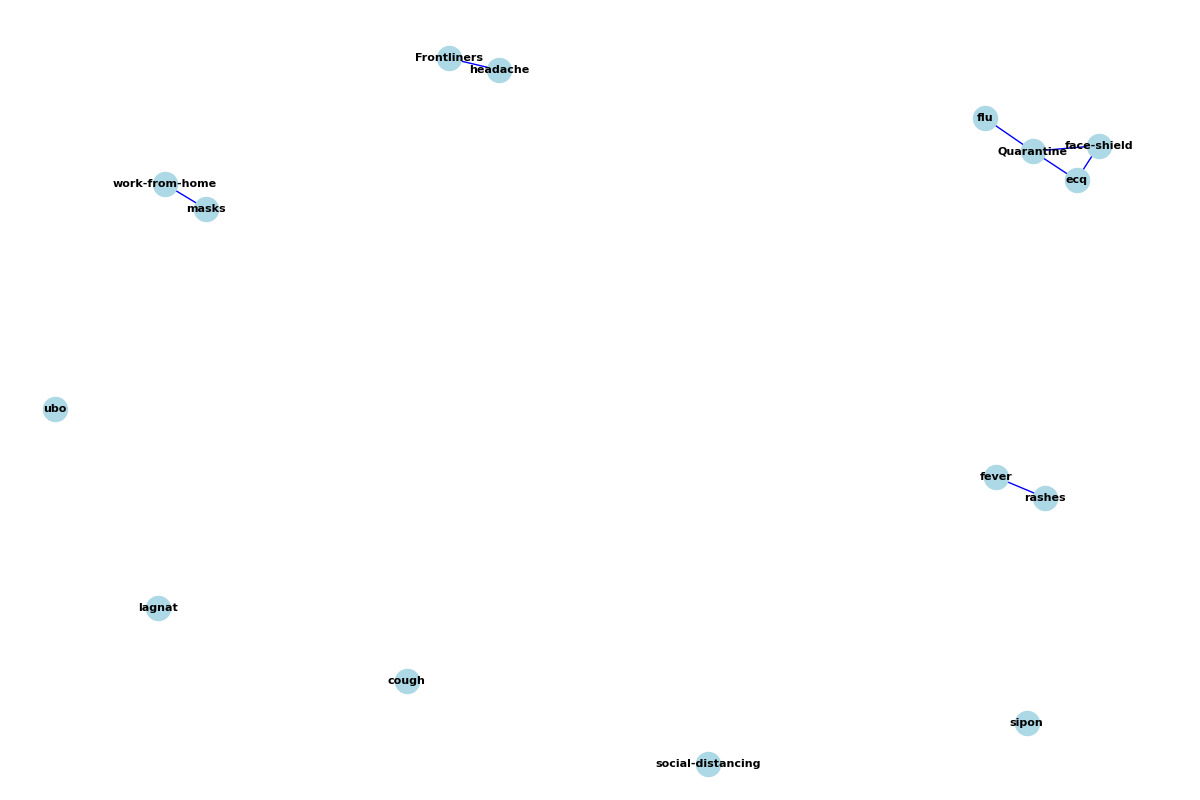 Frontliners
headache
flu
face-shield
Quarantine
ecq
work-from-home
masks
ubo
fever
rashes
lagnat
cough
sipon
social-distancing